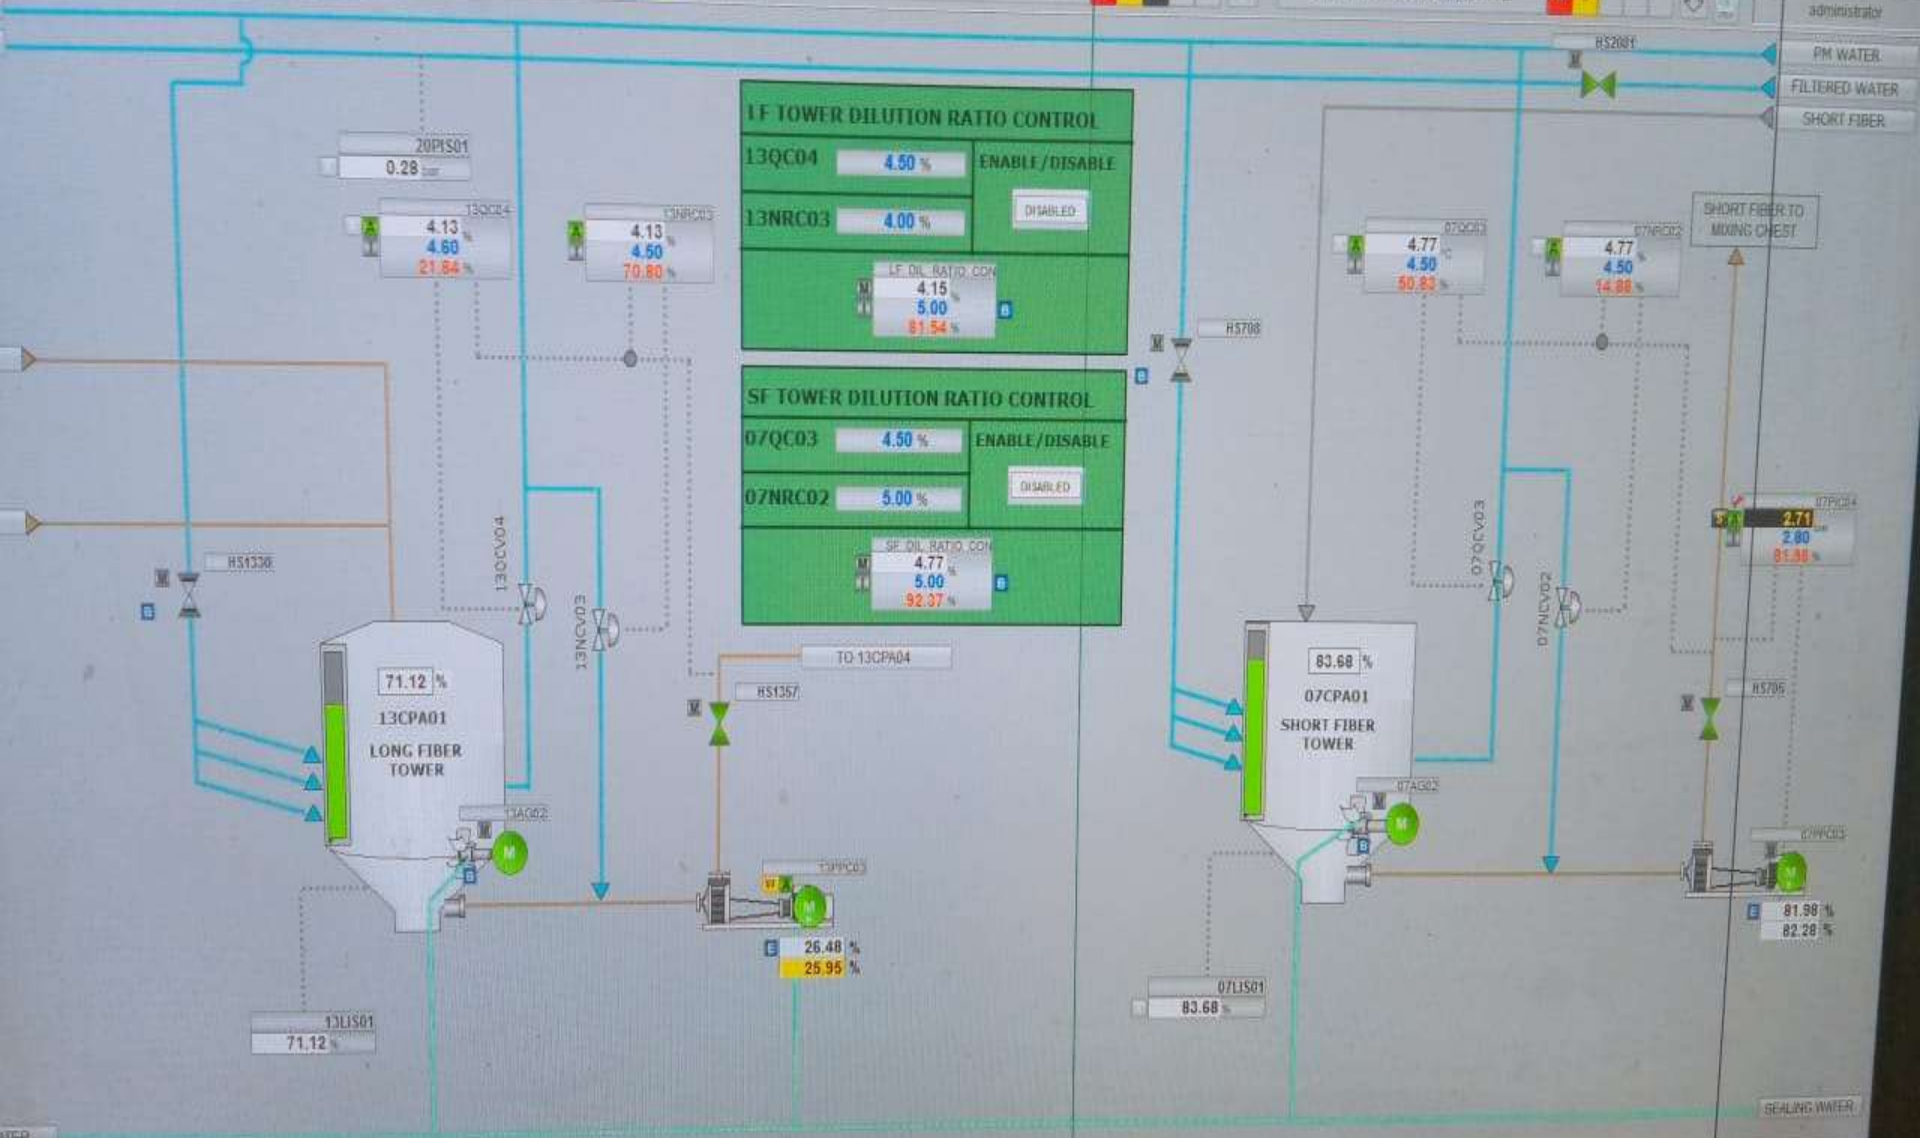 administrator
HS2001
PM WATER
FILTERED WATER
SHORT FIBER
20PIS01
0.28 bar
13QC04
4.13 %
4.60
21.84 %
13NRC03
4.13 %
4.50
70.80 %
LF TOWER DILUTION RATIO CONTROL
13QC04 4.50 %
ENABLE/DISABLE
DISABLED
13NRC03 4.00 %
LF DIL RATIO CON
M 4.15 %
5.00 B
81.54 %
SF TOWER DILUTION RATIO CONTROL
07QC03 4.50 %
ENABLE/DISABLE
DISABLED
07NRC02 5.00 %
SF DIL RATIO CON
M 4.77 %
5.00 B
92.37 %
HS708
M
B
07QC03
A 4.77 °C
4.50
50.83 %
07NRC02
A 4.77 %
4.50
14.88 %
SHORT FIBER TO
MIXING CHEST
07PIC04
2.71 bar
2.80
81.98 %
HS1330
M
B
13QCV04
13NCV03
07QCV03
07NCV02
71.12 %
13CPA01
LONG FIBER
TOWER
13AG02
M
M
B
TO 13CPA04
HS1357
M
13PPC03
M
E 26.48 %
25.95 %
13LIS01
71.12 %
83.68 %
07CPA01
SHORT FIBER
TOWER
07AG02
M
M
B
HS705
M
07PPC03
M
E 81.98 %
82.28 %
07LIS01
83.68 %
SEALING WATER